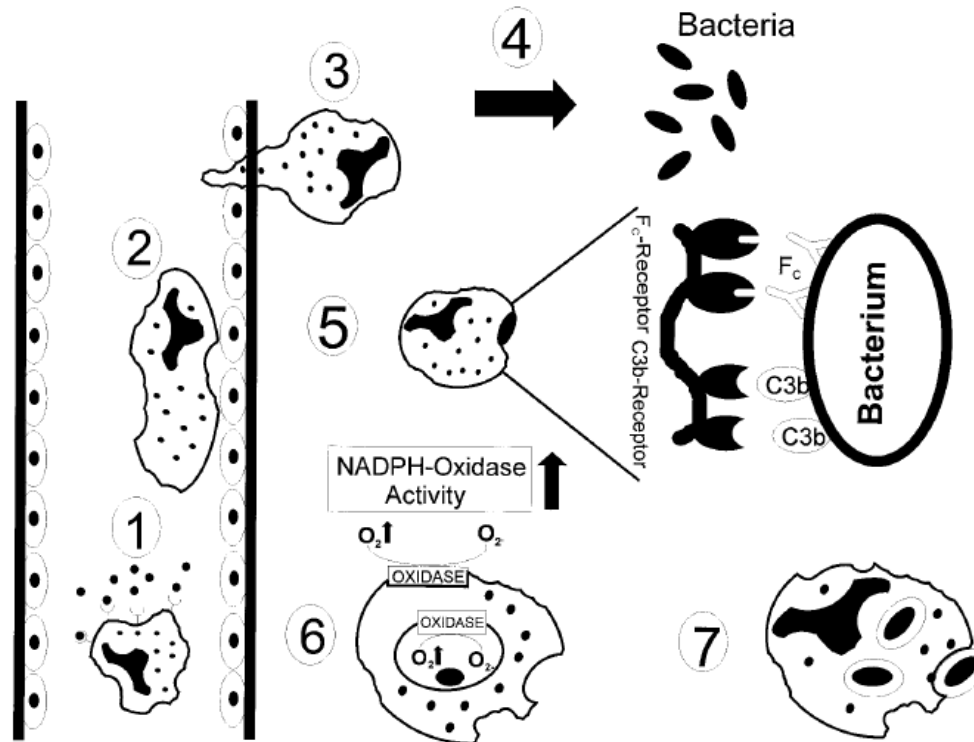 4
Bacteria
3
2
5
Fc-Receptor C3b-Receptor
Fc
C3b
C3b
Bacterium
NADPH-Oxidase
Activity
1
O2 O2-
OXIDASE
6
OXIDASE
O2 O2-
7